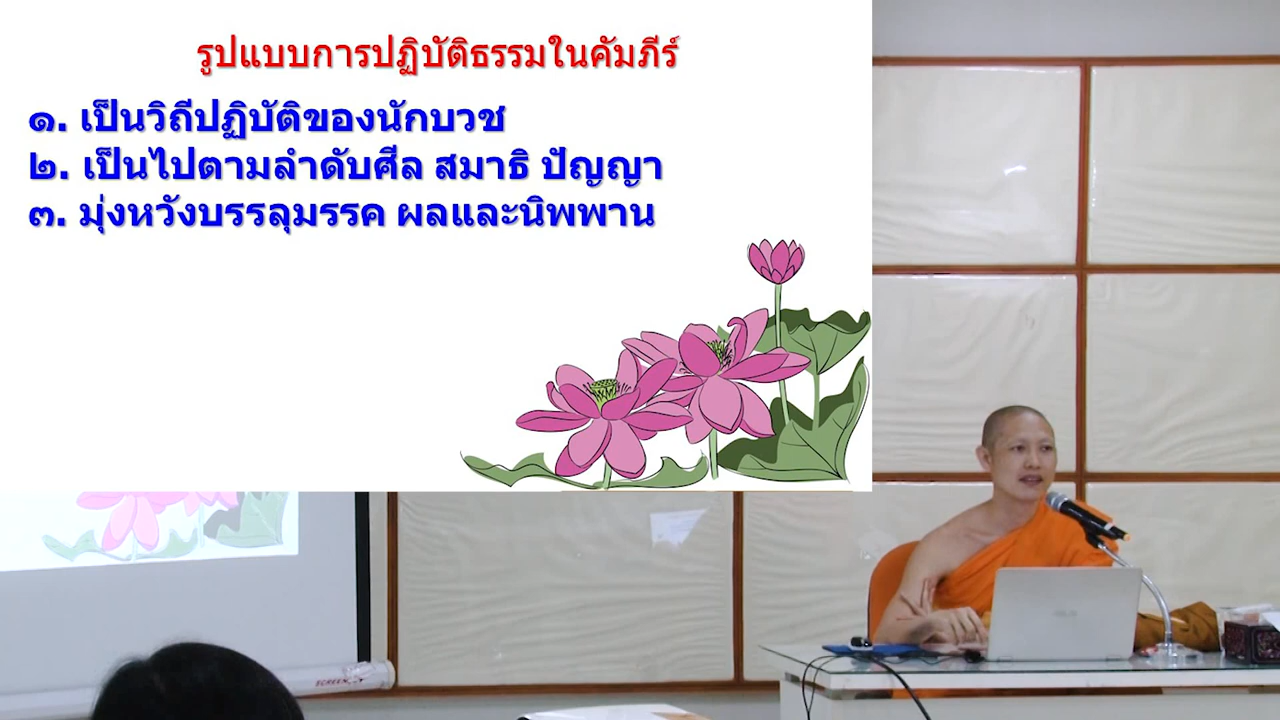 รูปแบบการปฏิบัติธรรมในคัมภีร์
๑. เป็นวิถีปฏิบัติของนักบวช
๒. เป็นไปตามลำดับศีล สมาธิ ปัญญา
๓. มุ่งหวังบรรลุมรรค ผลและนิพพาน